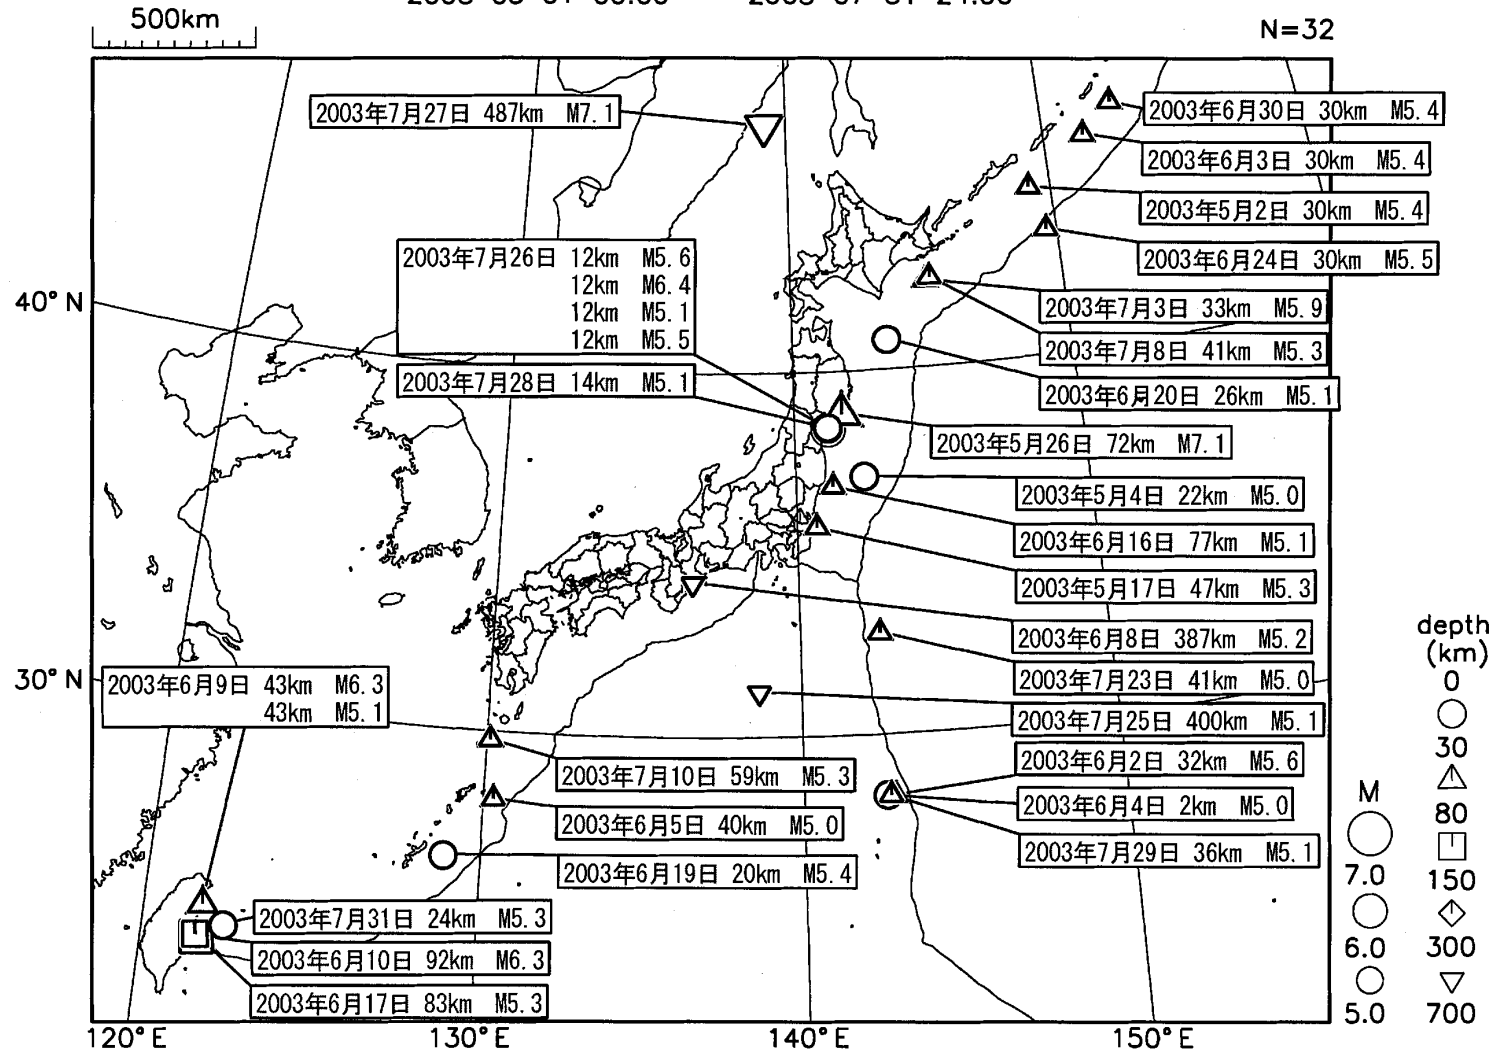 500km
N=32
2003年7月27日 487km M7.1
2003年6月30日 30km M5.4
2003年6月3日 30km M5.4
2003年5月2日 30km M5.4
2003年6月24日 30km M5.5
2003年7月26日 12km M5.6
12km M6.4
12km M5.1
12km M5.5
2003年7月28日 14km M5.1
2003年7月3日 33km M5.9
2003年7月8日 41km M5.3
2003年6月20日 26km M5.1
2003年5月26日 72km M7.1
2003年5月4日 22km M5.0
2003年6月16日 77km M5.1
2003年5月17日 47km M5.3
2003年6月8日 387km M5.2
2003年7月23日 41km M5.0
2003年7月25日 400km M5.1
2003年6月2日 32km M5.6
2003年6月4日 2km M5.0
2003年7月29日 36km M5.1
2003年6月9日 43km M6.3
43km M5.1
2003年7月10日 59km M5.3
2003年6月5日 40km M5.0
2003年6月19日 20km M5.4
2003年7月31日 24km M5.3
2003年6月10日 92km M6.3
2003年6月17日 83km M5.3
40°N
30°N
120°E
130°E
140°E
150°E
M
7.0
6.0
5.0
depth
(km)
0
30
80
150
300
700